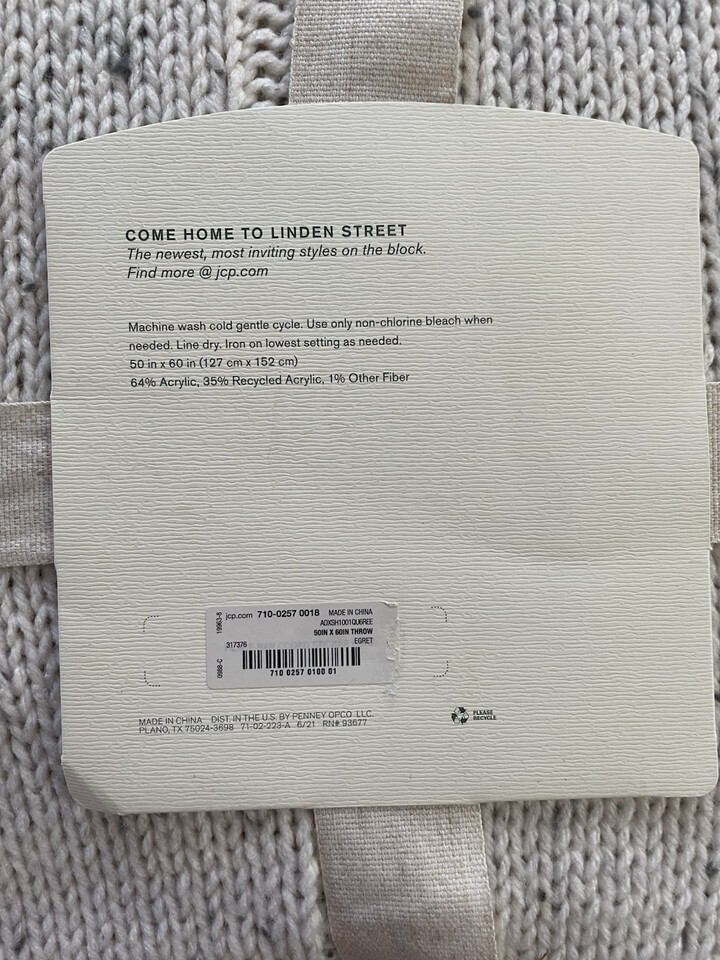 COME HOME TO LINDEN STREET
The newest, most inviting styles on the block.
Find more @ jcp.com
Machine wash cold gentle cycle. Use only non-chlorine bleach when
needed. Line dry. Iron on lowest setting as needed.
50 in x 60 in (127 cm x 152 cm)
64% Acrylic, 35% Recycled Acrylic, 1% Other Fiber
19963-8
0988-C
jcp.com 710-0257 0018 MADE IN CHINA
ADXSH1001QU6REE
50IN X 60IN THROW
317376 EGRET
710 0257 0100 01
MADE IN CHINA DIST. IN THE U.S. BY PENNEY OPCO LLC.
PLANO, TX 75024-3698 71-02-223-A 6/21 RN# 93677
PLEASE
RECYCLE